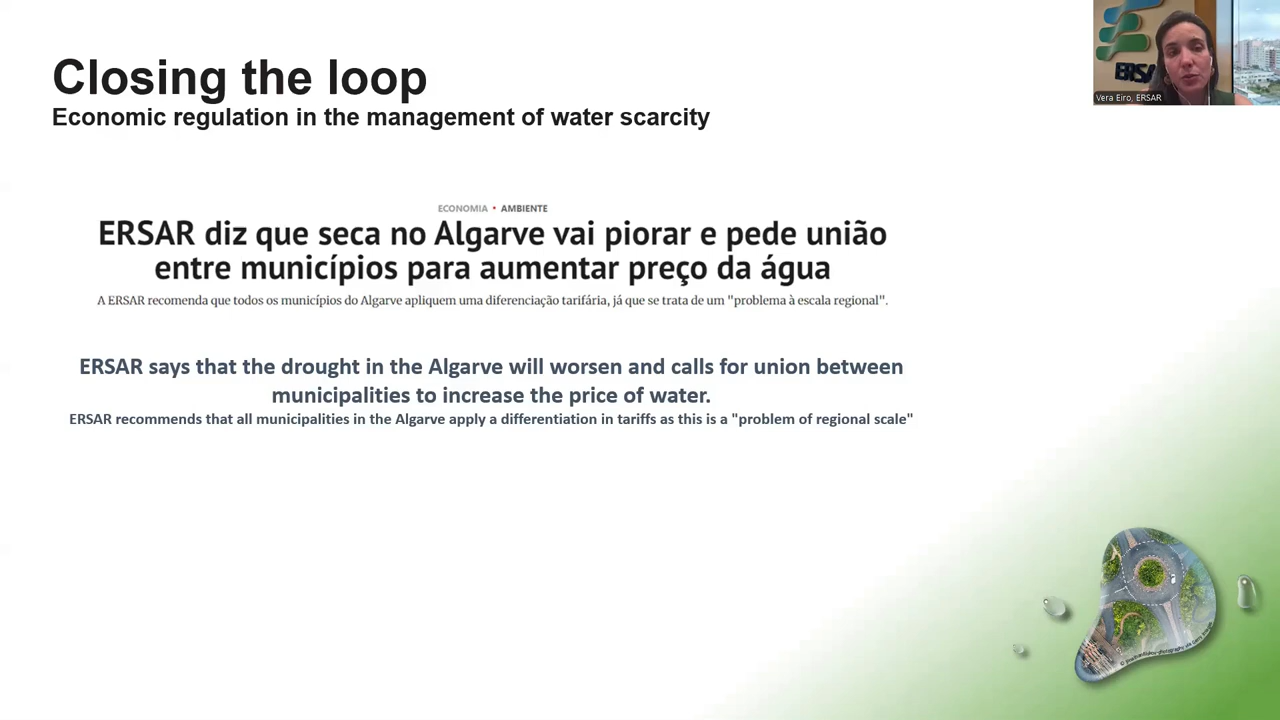 Closing the loop
Economic regulation in the management of water scarcity
ERSAR
Vera Eiro, ERSAR
ECONOMIA • AMBIENTE
ERSAR diz que seca no Algarve vai piorar e pede união
entre municípios para aumentar preço da água
A ERSAR recomenda que todos os municípios do Algarve apliquem uma diferenciação tarifária, já que se trata de um "problema à escala regional".
ERSAR says that the drought in the Algarve will worsen and calls for union between
municipalities to increase the price of water.
ERSAR recommends that all municipalities in the Algarve apply a differentiation in tariffs as this is a "problem of regional scale"